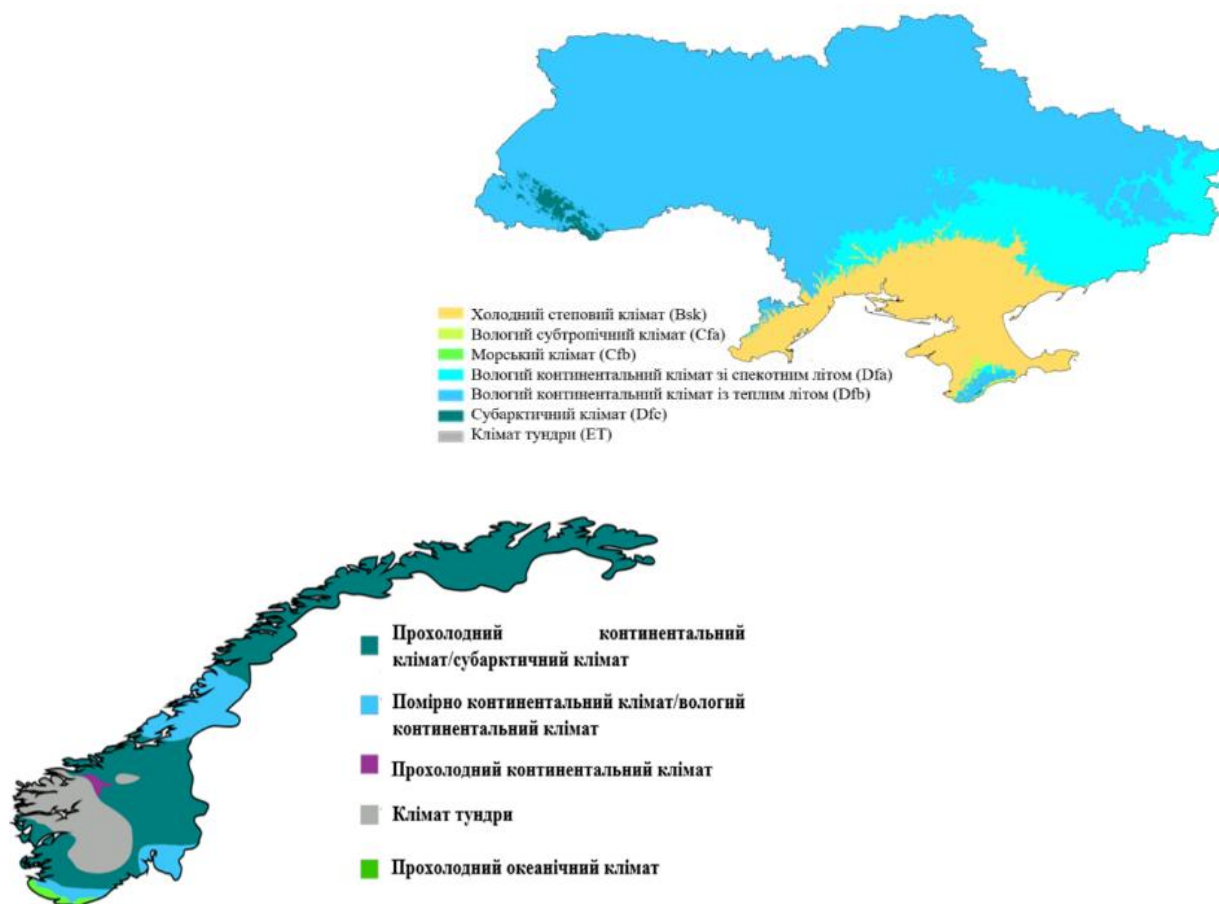 Холодний степовий клімат (Bsk)
Вологий субтропічний клімат (Cfa)
Морський клімат (Cfb)
Вологий континентальний клімат зі спекотним літом (Dfa)
Вологий континентальний клімат із теплим літом (Dfb)
Субарктичний клімат (Dfc)
Клімат тундри (ET)
Прохолодний континентальний
клімат/субарктичний клімат
Помірно континентальний клімат/вологий
континентальний клімат
Прохолодний континентальний клімат
Клімат тундри
Прохолодний океанічний клімат